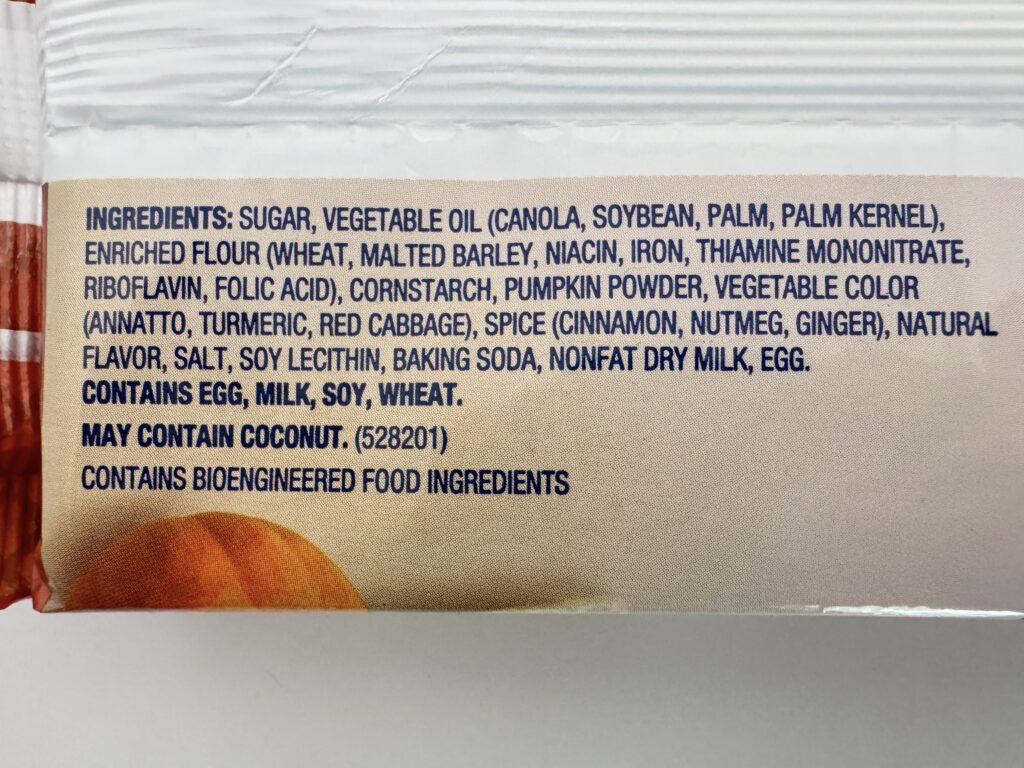 INGREDIENTS: SUGAR, VEGETABLE OIL (CANOLA, SOYBEAN, PALM, PALM KERNEL),
ENRICHED FLOUR (WHEAT, MALTED BARLEY, NIACIN, IRON, THIAMINE MONONITRATE,
RIBOFLAVIN, FOLIC ACID), CORNSTARCH, PUMPKIN POWDER, VEGETABLE COLOR
(ANNATTO, TURMERIC, RED CABBAGE), SPICE (CINNAMON, NUTMEG, GINGER), NATURAL
FLAVOR, SALT, SOY LECITHIN, BAKING SODA, NONFAT DRY MILK, EGG.
CONTAINS EGG, MILK, SOY, WHEAT.
MAY CONTAIN COCONUT. (528201)
CONTAINS BIOENGINEERED FOOD INGREDIENTS